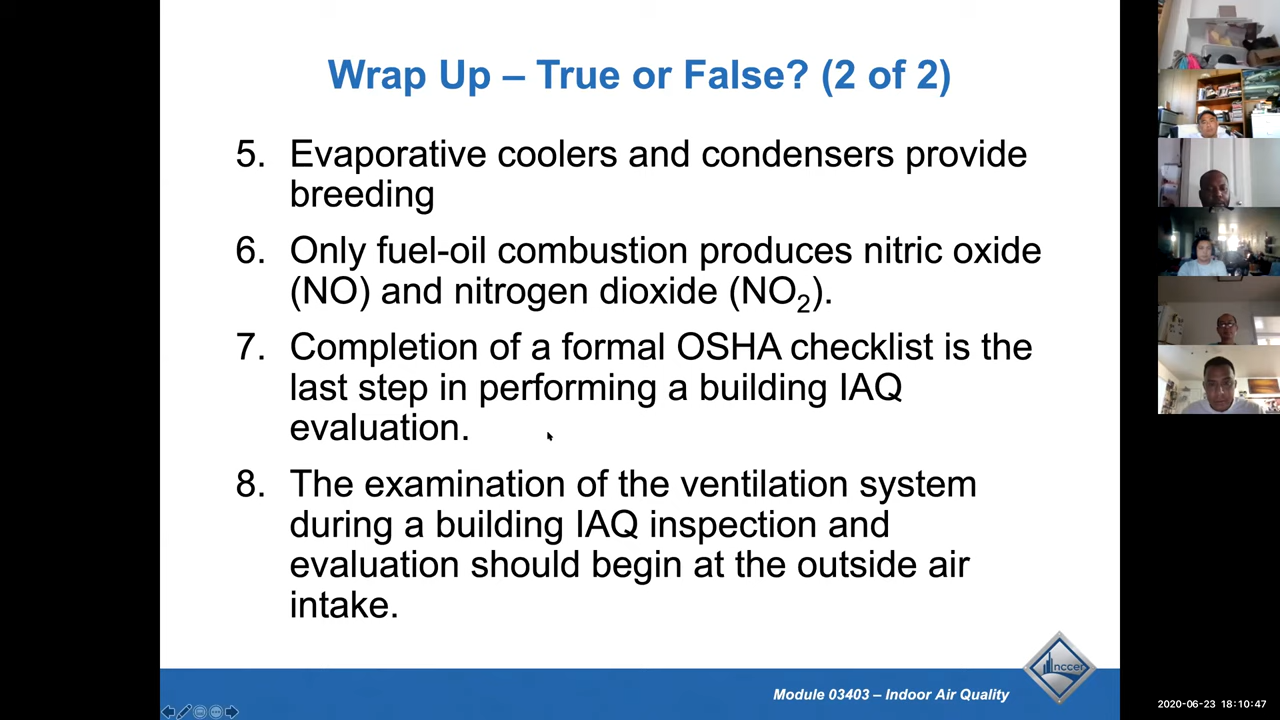 Wrap Up – True or False? (2 of 2)
5. Evaporative coolers and condensers provide
breeding
6. Only fuel-oil combustion produces nitric oxide
(NO) and nitrogen dioxide (NO₂).
7. Completion of a formal OSHA checklist is the
last step in performing a building IAQ
evaluation.
8. The examination of the ventilation system
during a building IAQ inspection and
evaluation should begin at the outside air
intake.
nccer
Module 03403 – Indoor Air Quality
2020-06-23 18:10:47